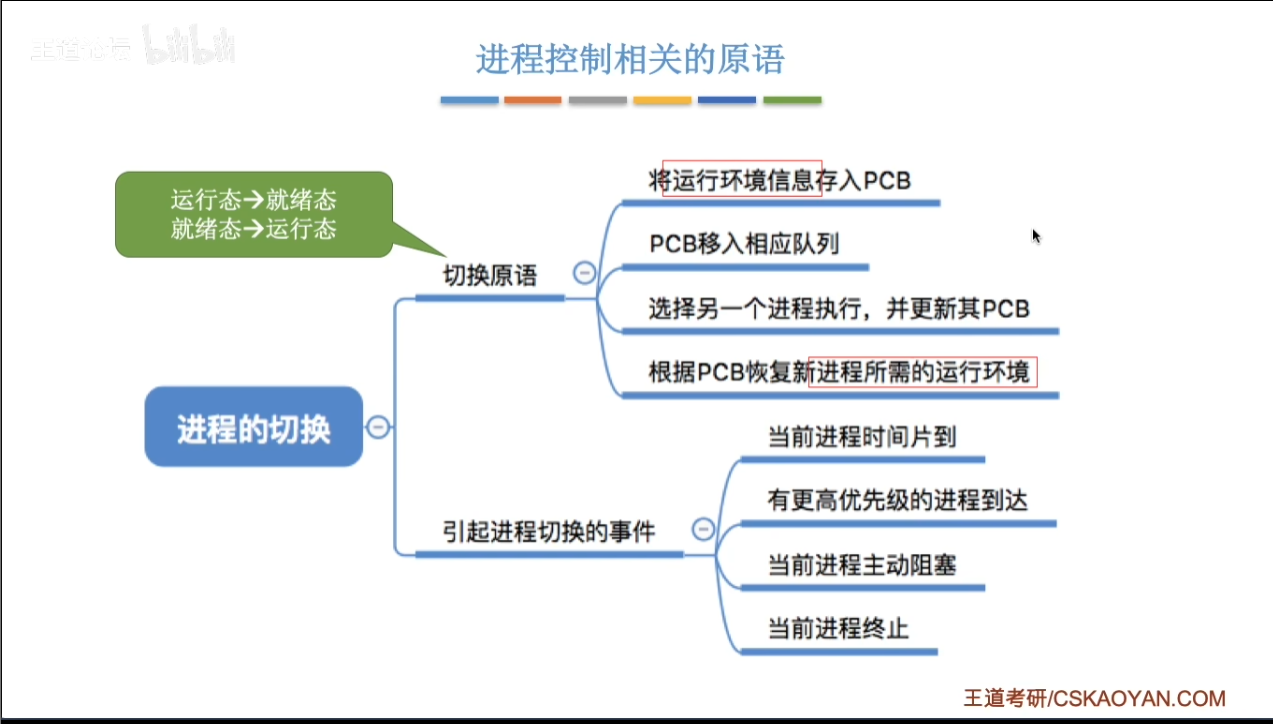 王道论坛 bilibili
进程控制相关的原语
运行态→就绪态
就绪态→运行态
切换原语
将运行环境信息存入PCB
PCB移入相应队列
选择另一个进程执行，并更新其PCB
根据PCB恢复新进程所需的运行环境
进程的切换
引起进程切换的事件
当前进程时间片到
有更高优先级的进程到达
当前进程主动阻塞
当前进程终止
王道考研/CSKAOYAN.COM